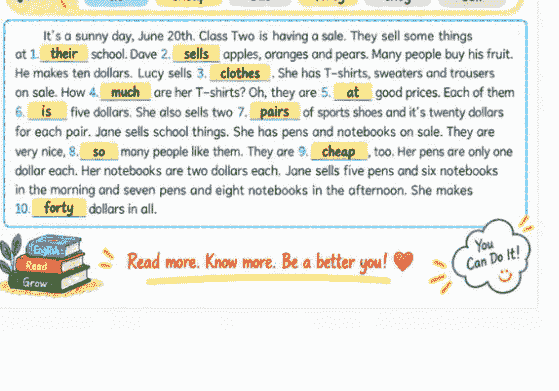 It's a sunny day, June 20th. Class Two is having a sale. They sell some things
at 1. their school. Dave 2. sells apples, oranges and pears. Many people buy his fruit.
He makes ten dollars. Lucy sells 3. clothes. She has T-shirts, sweaters and trousers
on sale. How 4. much are her T-shirts? Oh, they are 5. at good prices. Each of them
6. is five dollars. She also sells two 7. pairs of sports shoes and it's twenty dollars
for each pair. Jane sells school things. She has pens and notebooks on sale. They are
very nice, 8. so many people like them. They are 9. cheap, too. Her pens are only one
dollar each. Her notebooks are two dollars each. Jane sells five pens and six notebooks
in the morning and seven pens and eight notebooks in the afternoon. She makes
10. forty dollars in all.
English
Read
Grow
Read more. Know more. Be a better you!
You
Can Do It!